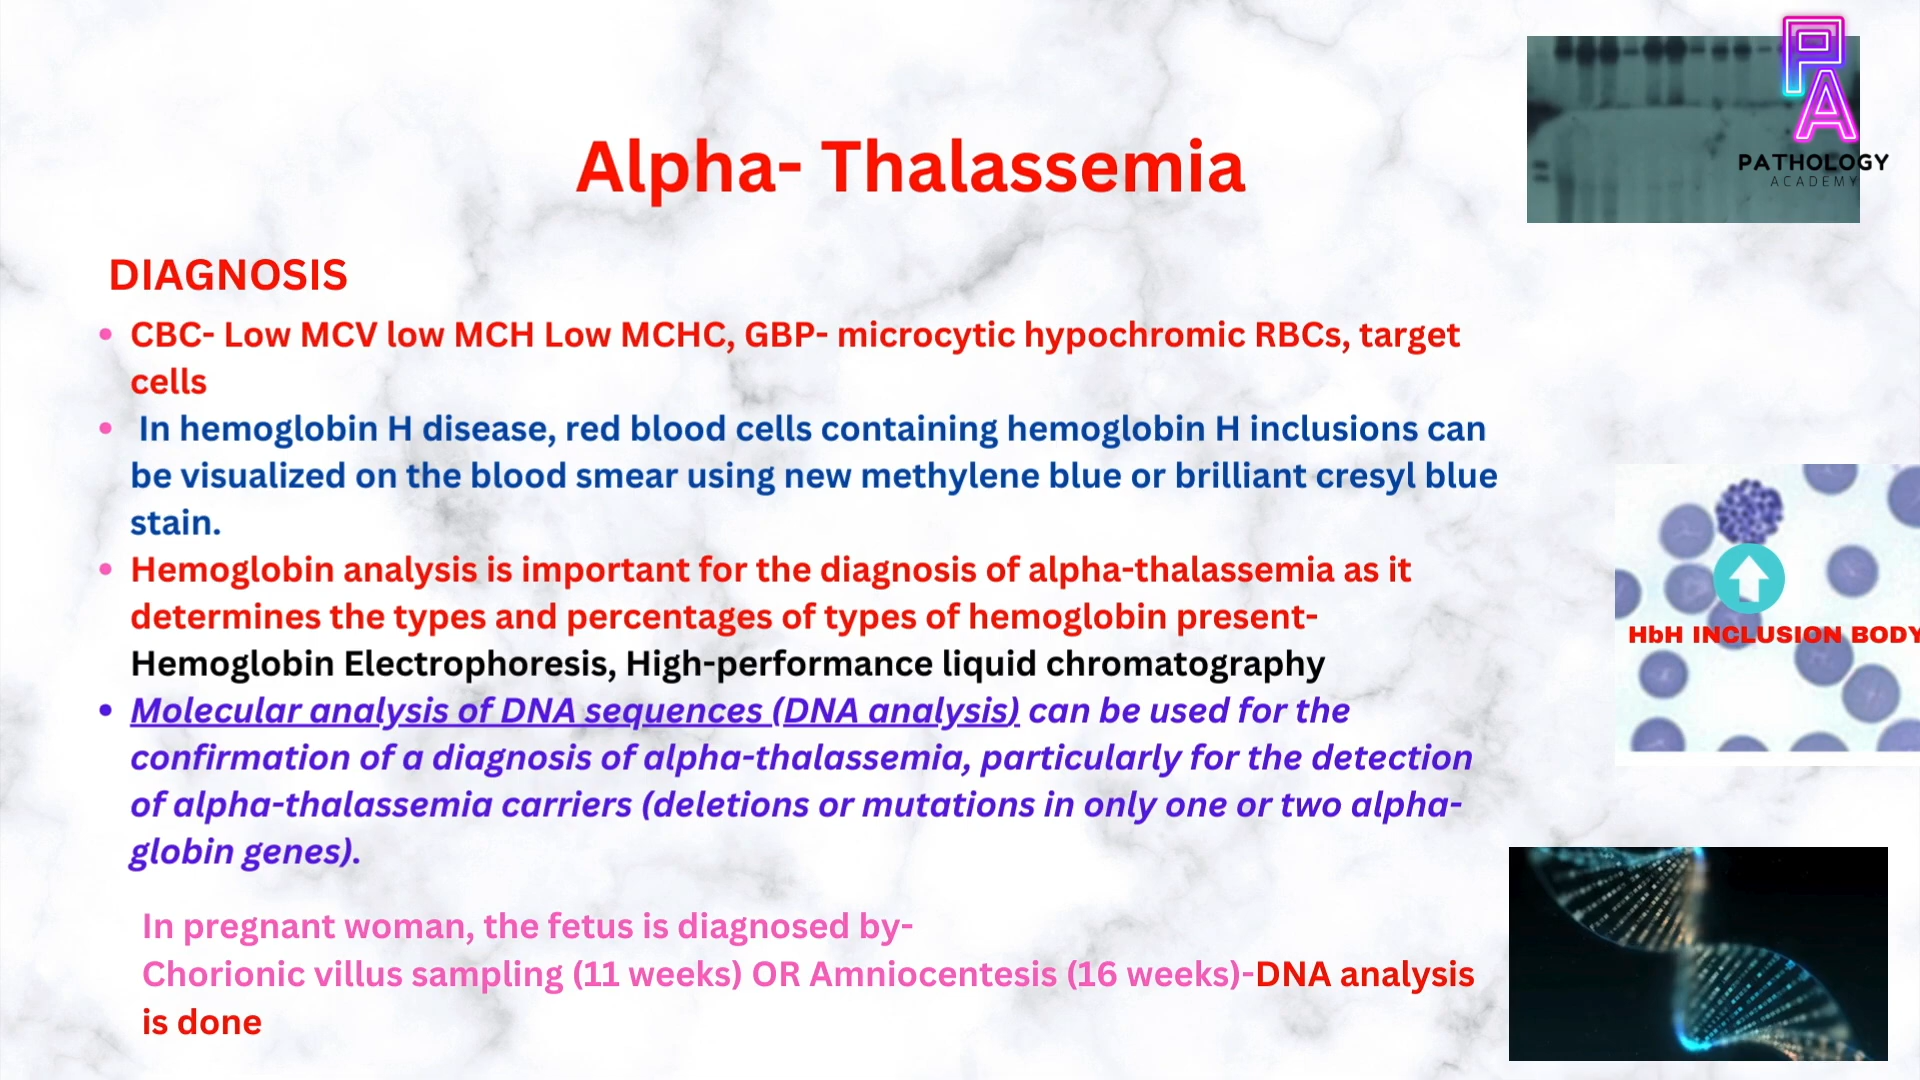 PA
PATHOLOGY
ACADEMY
Alpha- Thalassemia
DIAGNOSIS
• CBC- Low MCV low MCH Low MCHC, GBP- microcytic hypochromic RBCs, target
cells
• In hemoglobin H disease, red blood cells containing hemoglobin H inclusions can
be visualized on the blood smear using new methylene blue or brilliant cresyl blue
stain.
• Hemoglobin analysis is important for the diagnosis of alpha-thalassemia as it
determines the types and percentages of types of hemoglobin present-
Hemoglobin Electrophoresis, High-performance liquid chromatography
• Molecular analysis of DNA sequences (DNA analysis) can be used for the
confirmation of a diagnosis of alpha-thalassemia, particularly for the detection
of alpha-thalassemia carriers (deletions or mutations in only one or two alpha-
globin genes).
In pregnant woman, the fetus is diagnosed by-
Chorionic villus sampling (11 weeks) OR Amniocentesis (16 weeks)-DNA analysis
is done
HbH INCLUSION BODY